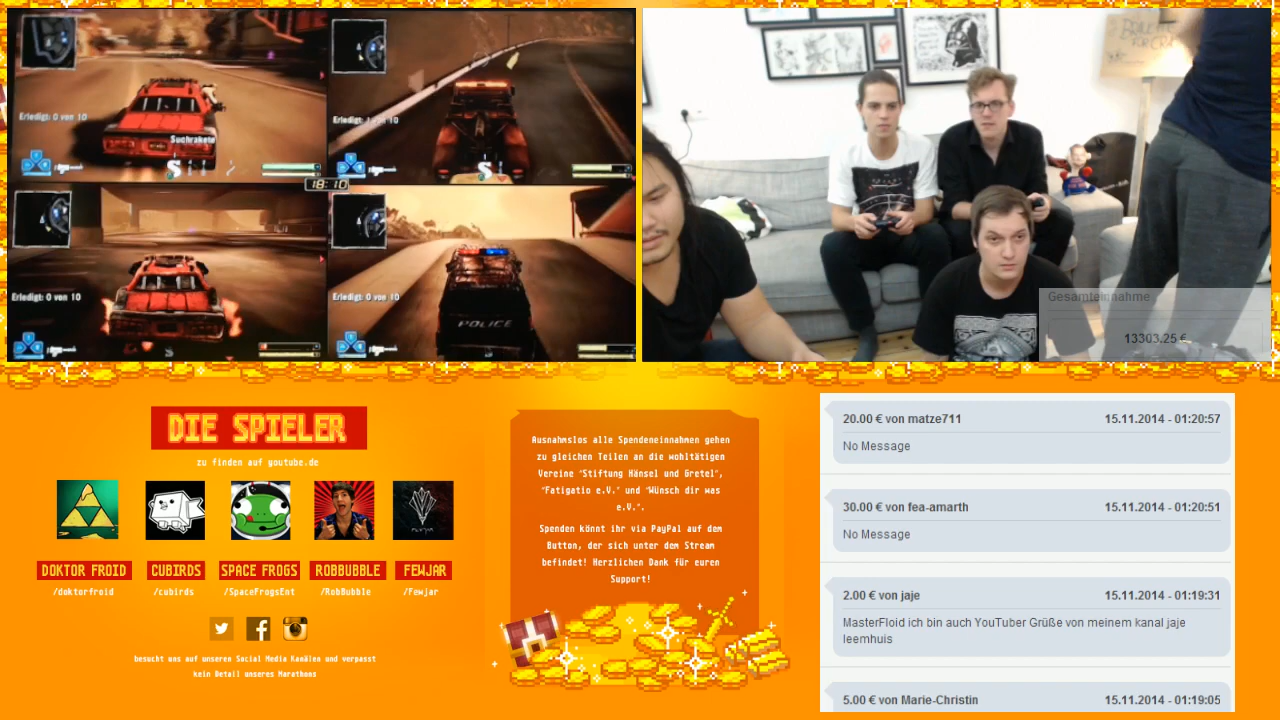 Erledigt: 0 von 10
Suchrakete
Erledigt: 1 von 10
18:10
Erledigt: 0 von 10
Erledigt: 0 von 10
POLICE
Gesamteinnahme
13303.25 €
DIE SPIELER
zu finden auf youtube.de
DOKTOR FROID
CUBIRDS
SPACE FROGS
ROBBUBBLE
FEWJAR
/doktorfroid
/cubirds
/SpaceFrogsEnt
/RobBubble
/Fewjar
besucht uns auf unseren Social Media Kanälen und verpasst
kein Detail unseres Marathons
Ausnahmslos alle Spendeneinnahmen gehen
zu gleichen Teilen an die wohltätigen
Vereine "Stiftung Hänsel und Gretel",
"Fatigatio e.V." und "Wünsch dir was
e.V.".
Spenden könnt ihr via PayPal auf dem
Button, der sich unter dem Stream
befindet! Herzlichen Dank für euren
Support!
20.00 € von matze711 15.11.2014 - 01:20:57
No Message
30.00 € von fea-amarth 15.11.2014 - 01:20:51
No Message
2.00 € von jaje 15.11.2014 - 01:19:31
MasterFloid ich bin auch YouTuber Grüße von meinem kanal jaje
leemhuis
5.00 € von Marie-Christin 15.11.2014 - 01:19:05